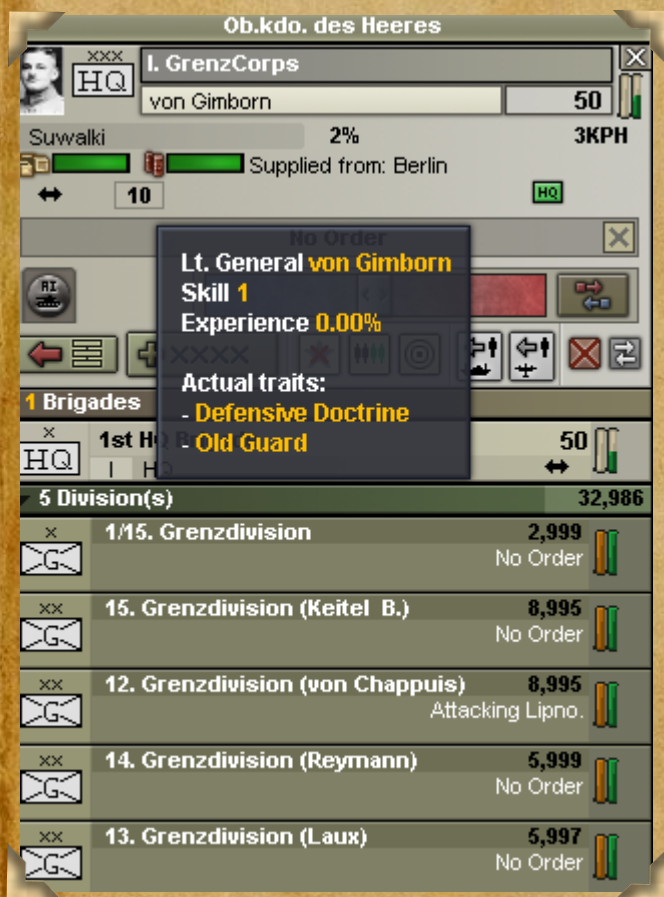 Ob.kdo. des Heeres
xxx
HQ
I. GrenzCorps
von Gimborn
50
Suwalki
2%
3KPH
Supplied from: Berlin
10
HQ
No Order
Lt. General von Gimborn
Skill 1
Experience 0.00%
Actual traits:
- Defensive Doctrine
- Old Guard
RI
XXXX
1 Brigades
x
HQ
1st HQ
50
I HQ
5 Division(s)
32,986
x
G
1/15. Grenzdivision
2,999
No Order
xx
G
15. Grenzdivision (Keitel B.)
8,995
No Order
xx
G
12. Grenzdivision (von Chappuis)
8,995
Attacking Lipno.
xx
G
14. Grenzdivision (Reymann)
5,999
No Order
xx
G
13. Grenzdivision (Laux)
5,997
No Order